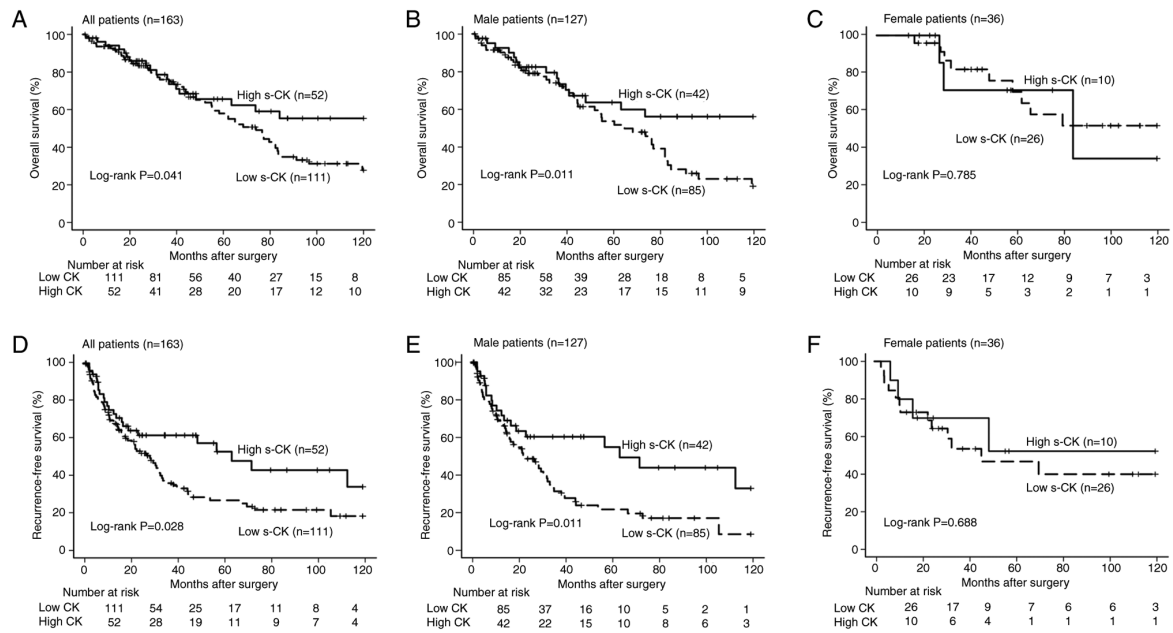 A
All patients (n=163)
Overall survival (%)
100
80
60
40
20
0
High s-CK (n=52)
Low s-CK (n=111)
Log-rank P=0.041
0 20 40 60 80 100 120
Months after surgery
Number at risk
Low CK 111 81 56 40 27 15 8
High CK 52 41 28 20 17 12 10
B
Male patients (n=127)
Overall survival (%)
100
80
60
40
20
0
High s-CK (n=42)
Log-rank P=0.011
Low s-CK (n=85)
0 20 40 60 80 100 120
Months after surgery
Number at risk
Low CK 85 58 39 28 18 8 5
High CK 42 32 23 17 15 11 9
C
Female patients (n=36)
Overall survival (%)
100
80
60
40
20
0
High s-CK (n=10)
Low s-CK (n=26)
Log-rank P=0.785
0 20 40 60 80 100 120
Months after surgery
Number at risk
Low CK 26 23 17 12 9 7 3
High CK 10 9 5 3 2 1 1
D
All patients (n=163)
Recurrence-free survival (%)
100
80
60
40
20
0
High s-CK (n=52)
Log-rank P=0.028
Low s-CK (n=111)
0 20 40 60 80 100 120
Months after surgery
Number at risk
Low CK 111 54 25 17 11 8 4
High CK 52 28 19 11 9 7 4
E
Male patients (n=127)
Recurrence-free survival (%)
100
80
60
40
20
0
High s-CK (n=42)
Log-rank P=0.011
Low s-CK (n=85)
0 20 40 60 80 100 120
Months after surgery
Number at risk
Low CK 85 37 16 10 5 2 1
High CK 42 22 15 10 8 6 3
F
Female patients (n=36)
Recurrence-free survival (%)
100
80
60
40
20
0
High s-CK (n=10)
Low s-CK (n=26)
Log-rank P=0.688
0 20 40 60 80 100 120
Months after surgery
Number at risk
Low CK 26 17 9 7 6 6 3
High CK 10 6 4 1 1 1 1